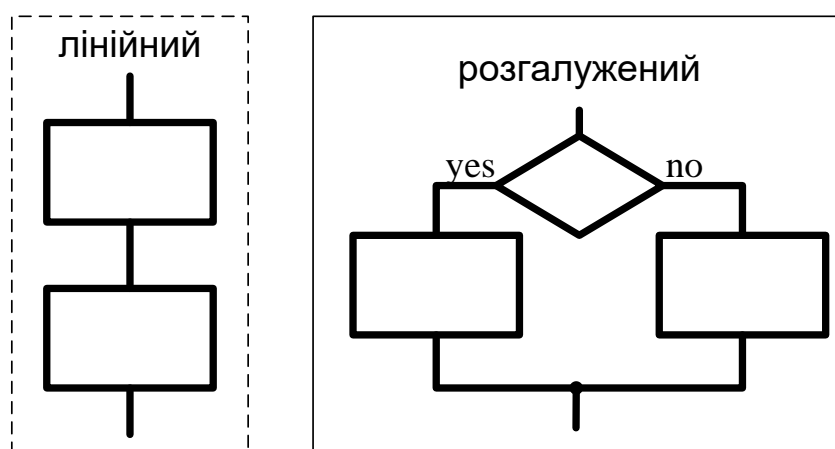 лінійний
розгалужений
yes
no